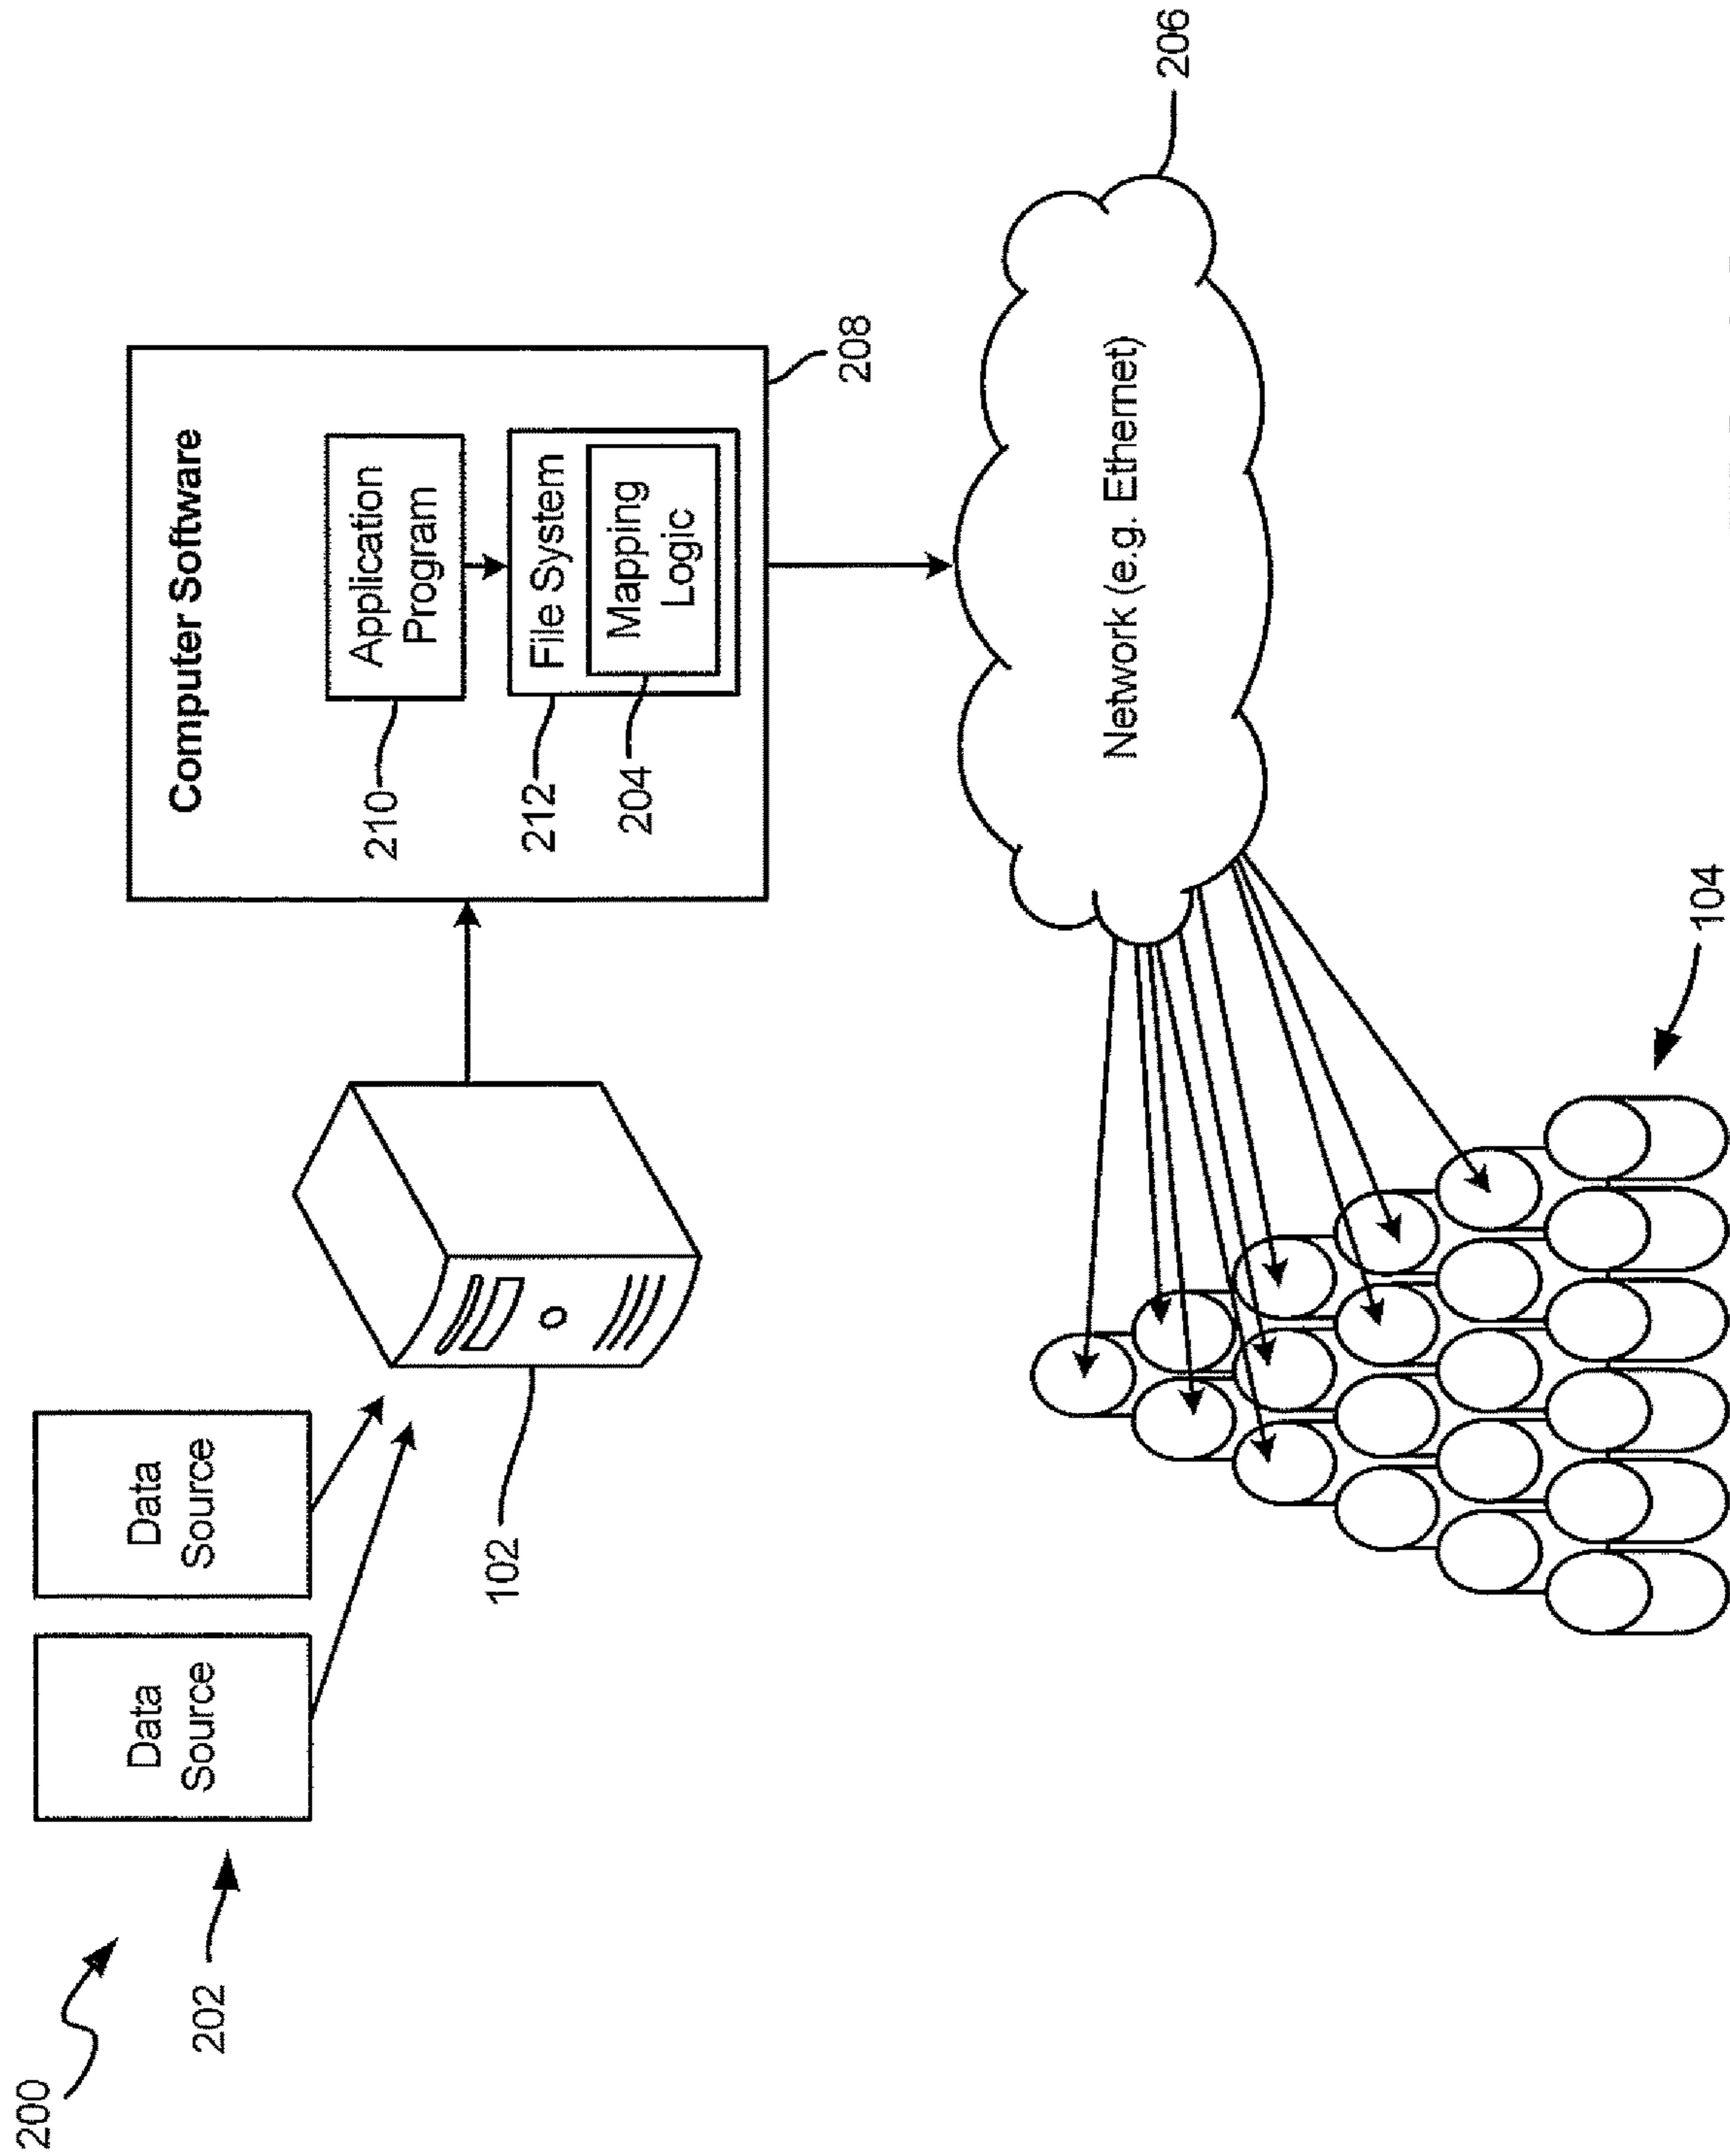 200
202
Data
Source
Data
Source
102
Computer Software
210
Application
Program
212
File System
204
Mapping
Logic
208
Network (e.g. Ethernet)
206
104